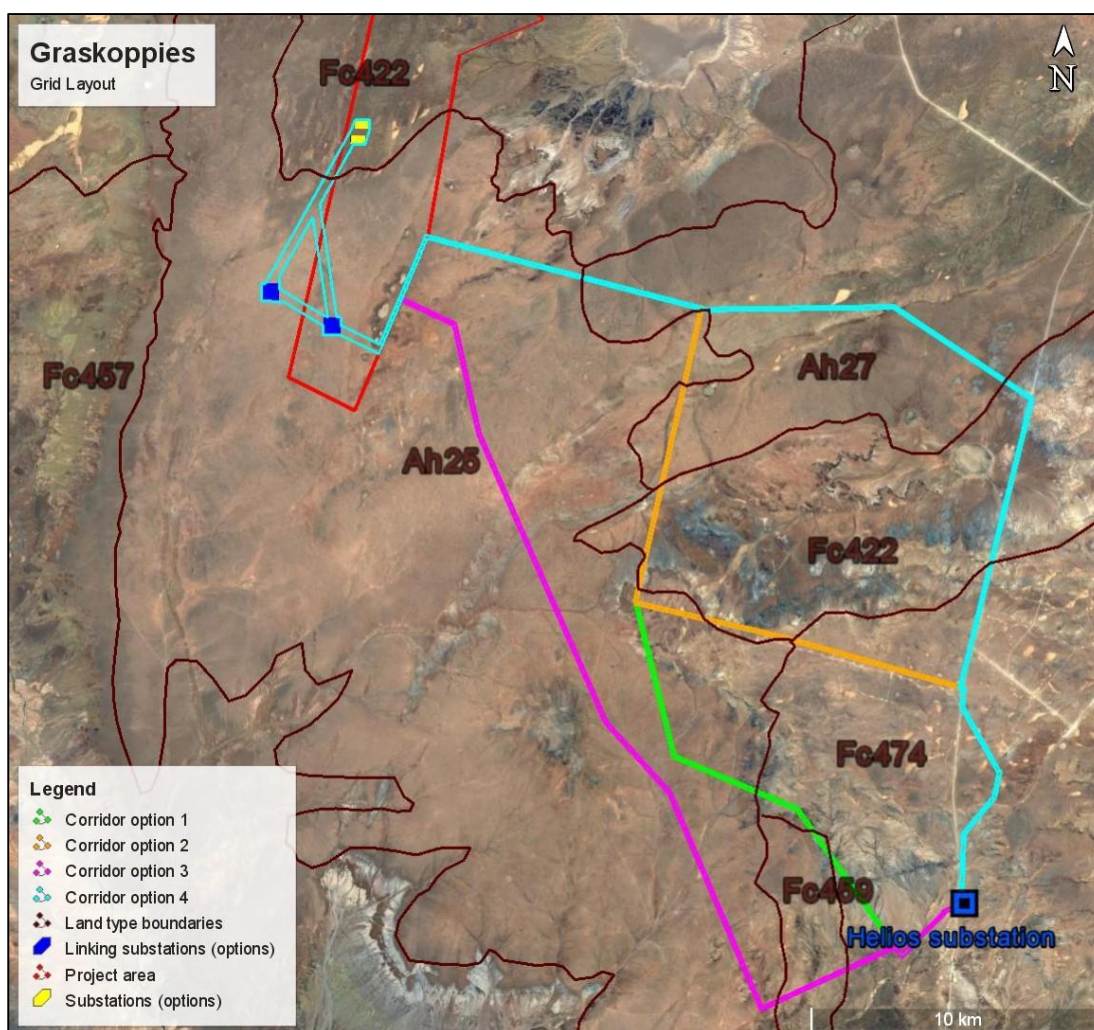 Graskoppies
Grid Layout
Fc422
N
Fc457
Ah27
Ah25
Fc422
Fc474
Fc459
Helios substation
Legend
Corridor option 1
Corridor option 2
Corridor option 3
Corridor option 4
Land type boundaries
Linking substations (options)
Project area
Substations (options)
10 km